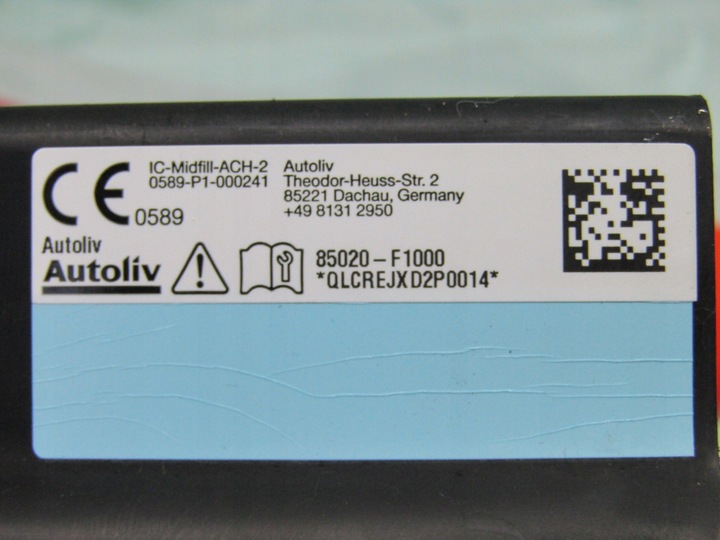 CE 0589
IC-Midfill-ACH-2
0589-P1-000241
Autoliv
Theodor-Heuss-Str. 2
85221 Dachau, Germany
+49 8131 2950
Autoliv
Autoliv
85020-F1000
*QLCREJXD2P0014*